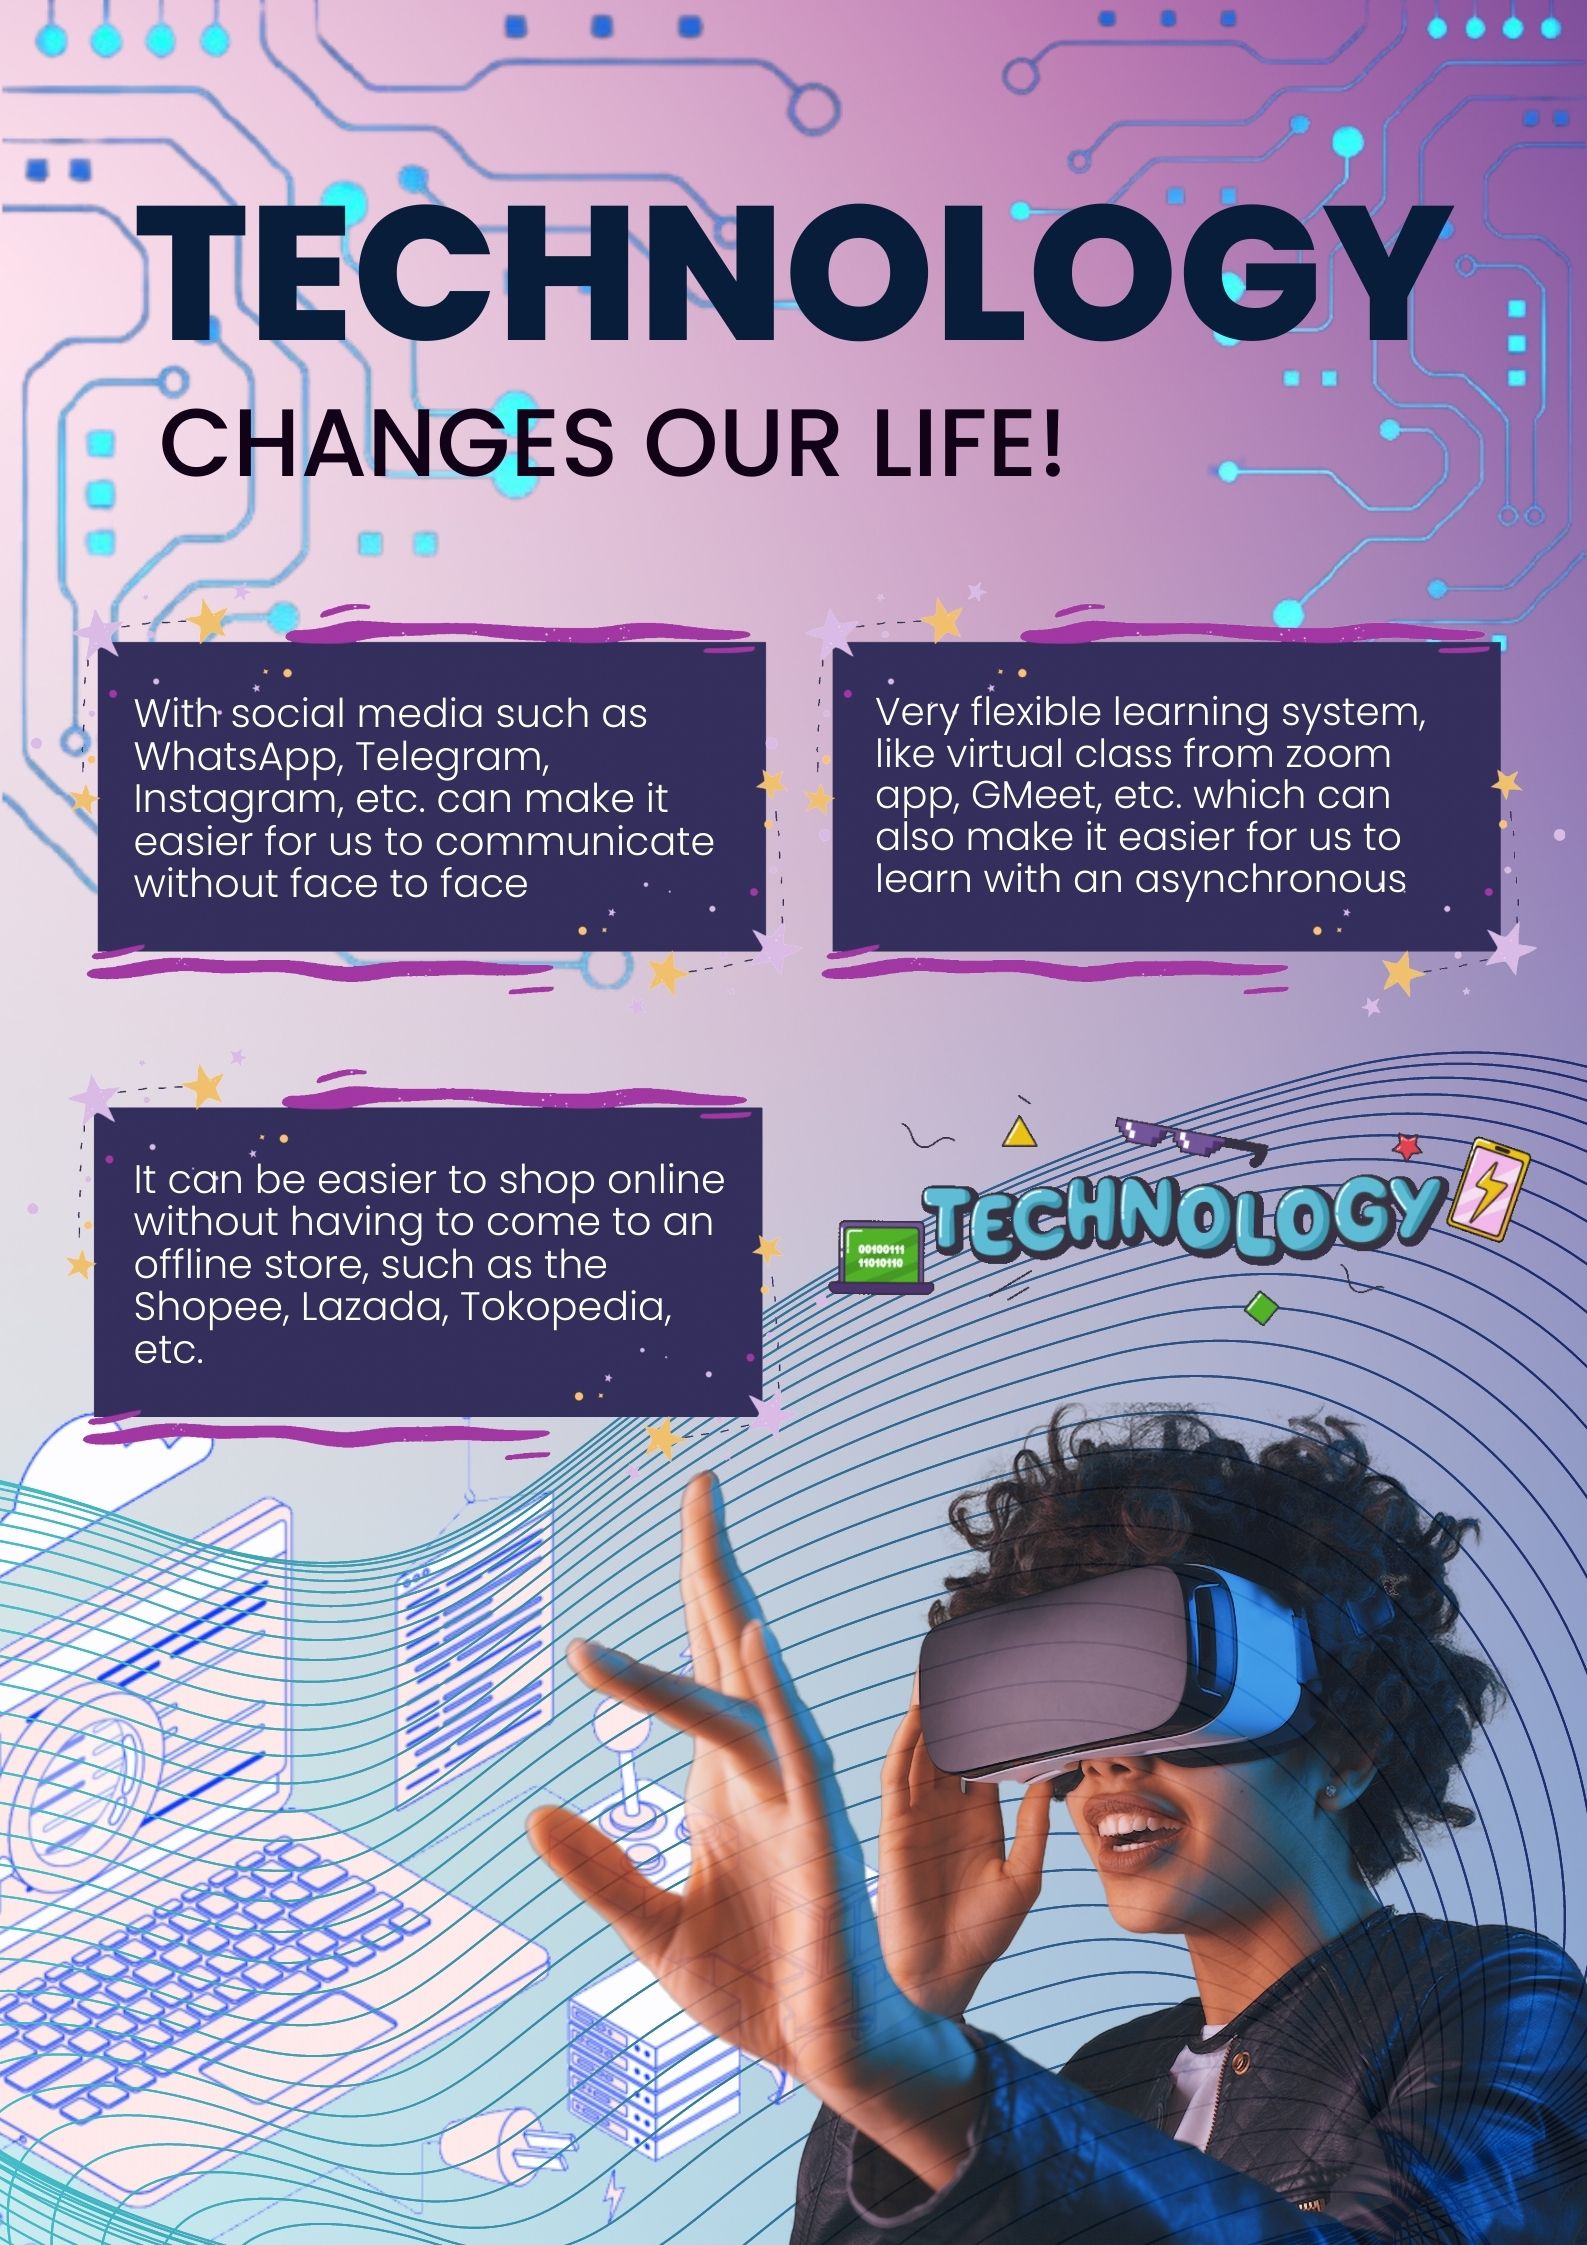 TECHNOLOGY
CHANGES OUR LIFE!
With social media such as
WhatsApp, Telegram,
Instagram, etc. can make it
easier for us to communicate
without face to face
Very flexible learning system,
like virtual class from zoom
app, GMeet, etc. which can
also make it easier for us to
learn with an asynchronous
It can be easier to shop online
without having to come to an
offline store, such as the
Shopee, Lazada, Tokopedia,
etc.
TECHNOLOGY
00100111
11010110